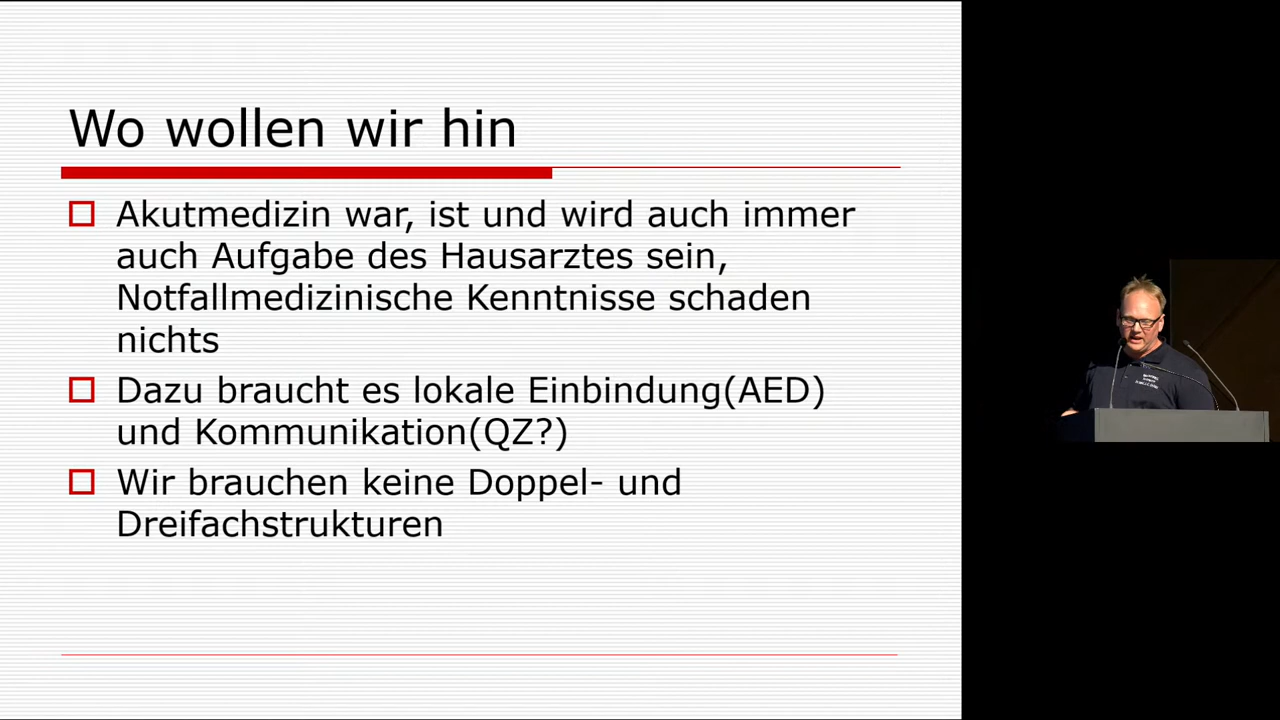 Wo wollen wir hin
Akutmedizin war, ist und wird auch immer
auch Aufgabe des Hausarztes sein,
Notfallmedizinische Kenntnisse schaden
nichts
Dazu braucht es lokale Einbindung(AED)
und Kommunikation(QZ?)
Wir brauchen keine Doppel- und
Dreifachstrukturen